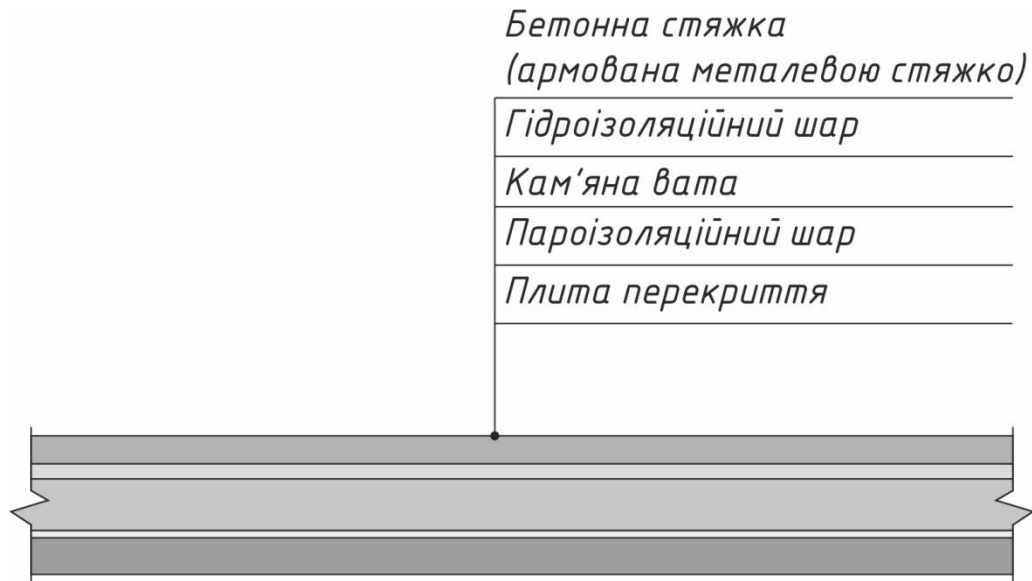 Бетонна стяжка
(армована металевою стяжко)
Гідроізоляційний шар
Кам'яна вата
Пароізоляційний шар
Плита перекриття